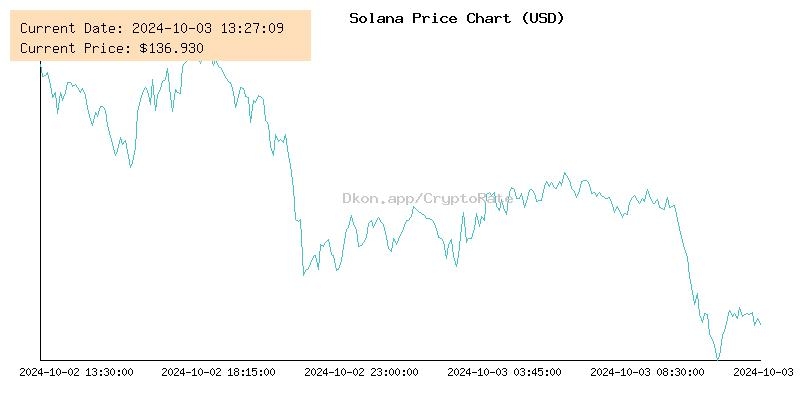 Solana Price Chart (USD)
Current Date: 2024-10-03 13:27:09
Current Price: $136.930
Dkon.app/CryptoRate
2024-10-02 13:30:00 2024-10-02 18:15:00 2024-10-02 23:00:00 2024-10-03 03:45:00 2024-10-03 08:30:00 2024-10-03